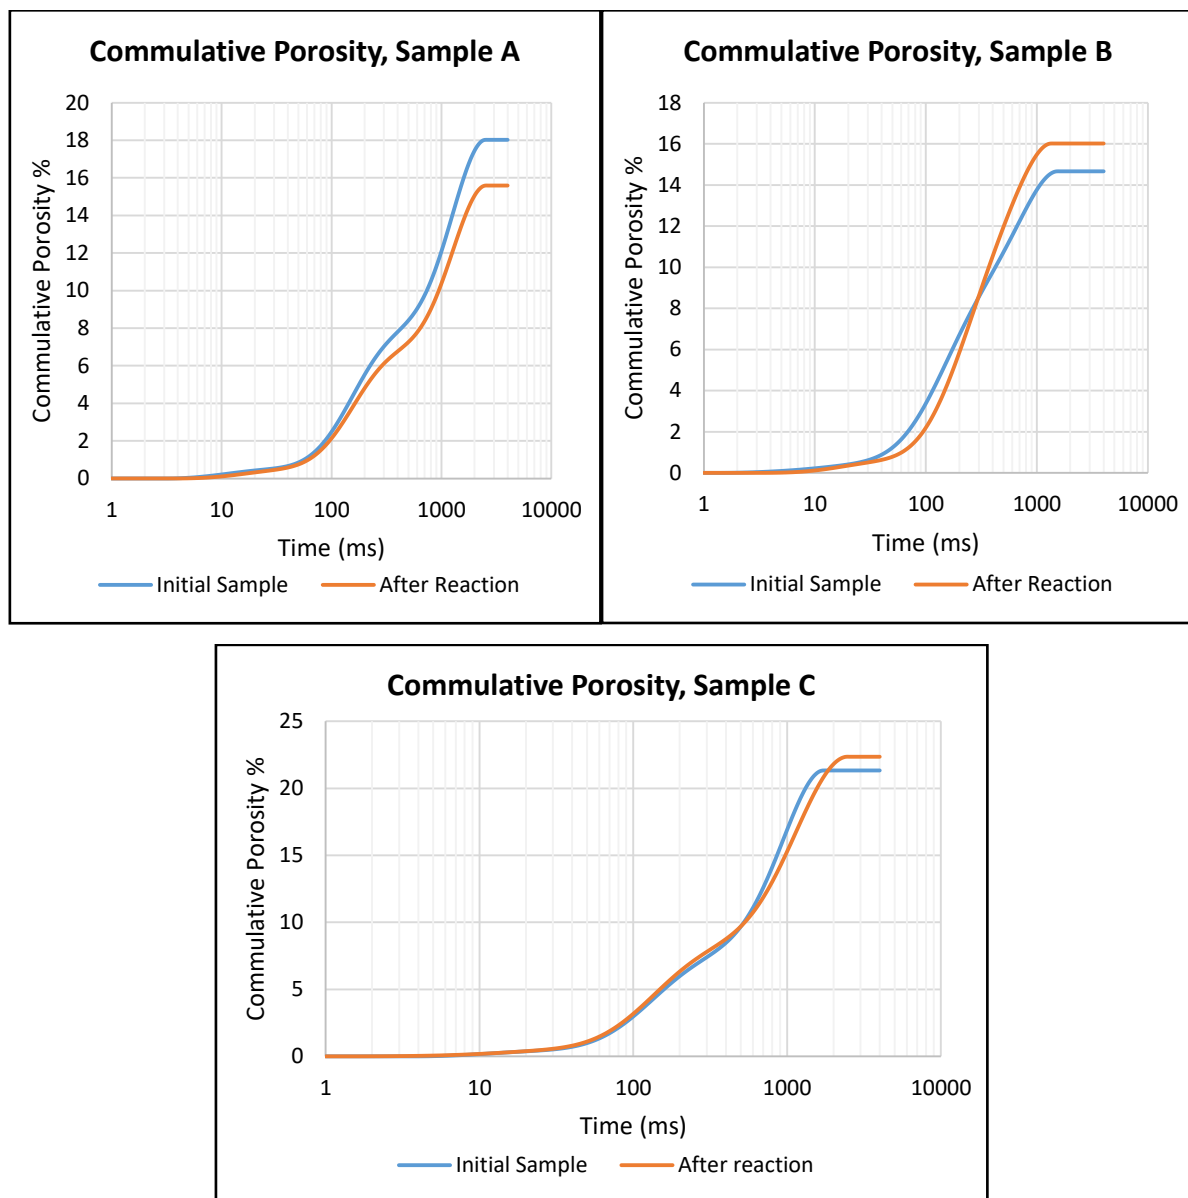 Commulative Porosity, Sample A
Commulative Porosity %
20
18
16
14
12
10
8
6
4
2
0
1 10 100 1000 10000
Time (ms)
Initial Sample After Reaction
Commulative Porosity, Sample B
Commulative Porosity %
18
16
14
12
10
8
6
4
2
0
1 10 100 1000 10000
Time (ms)
Initial Sample After Reaction
Commulative Porosity, Sample C
Commulative Porosity %
25
20
15
10
5
0
1 10 100 1000 10000
Time (ms)
Initial Sample After reaction